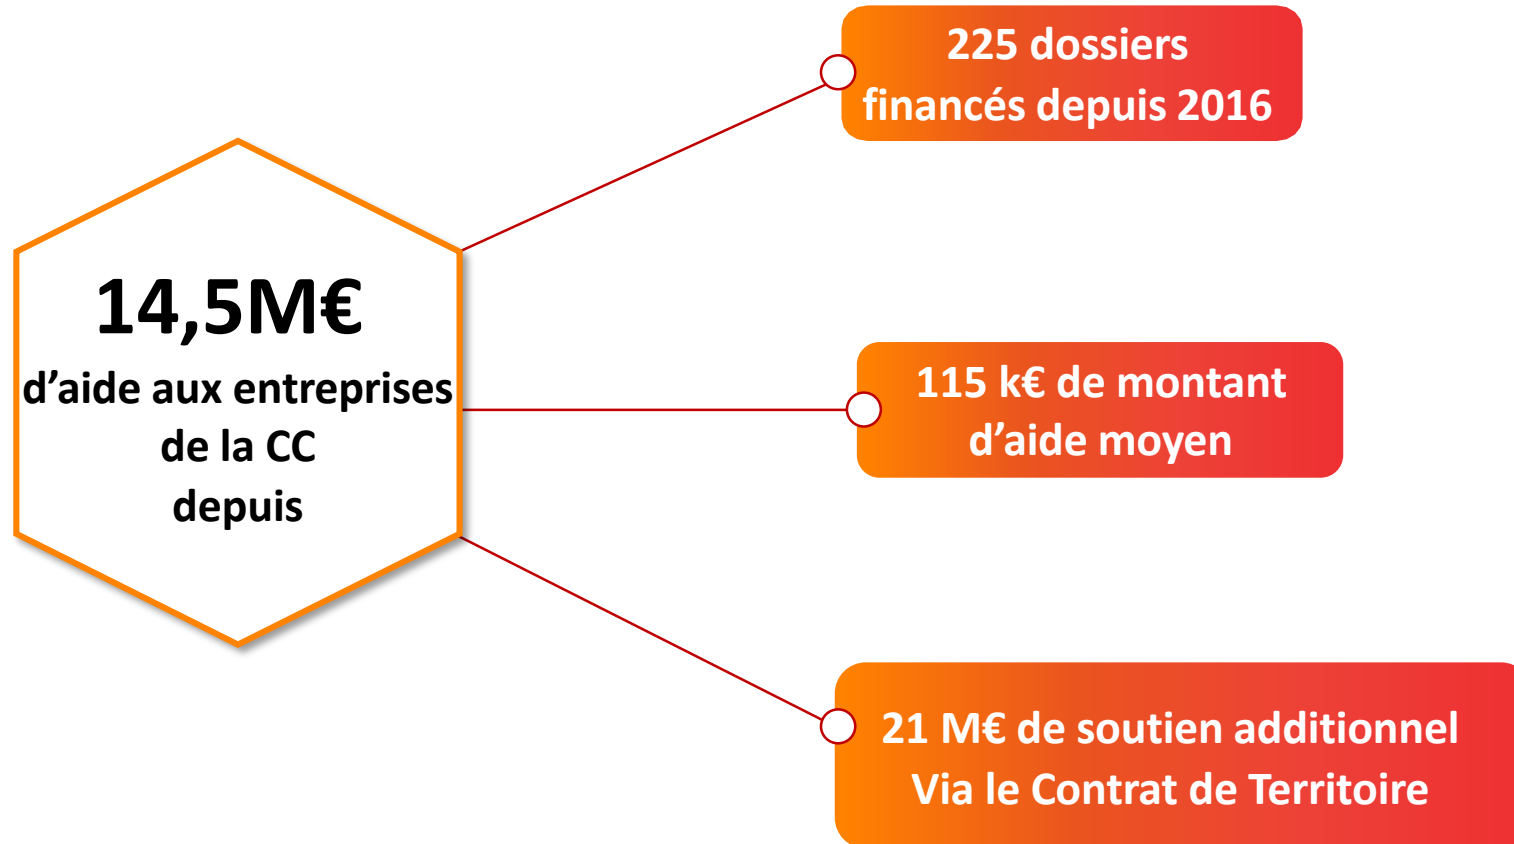 14,5M€
d’aide aux entreprises
de la CC
depuis
225 dossiers
financés depuis 2016
115 k€ de montant
d’aide moyen
21 M€ de soutien additionnel
Via le Contrat de Territoire